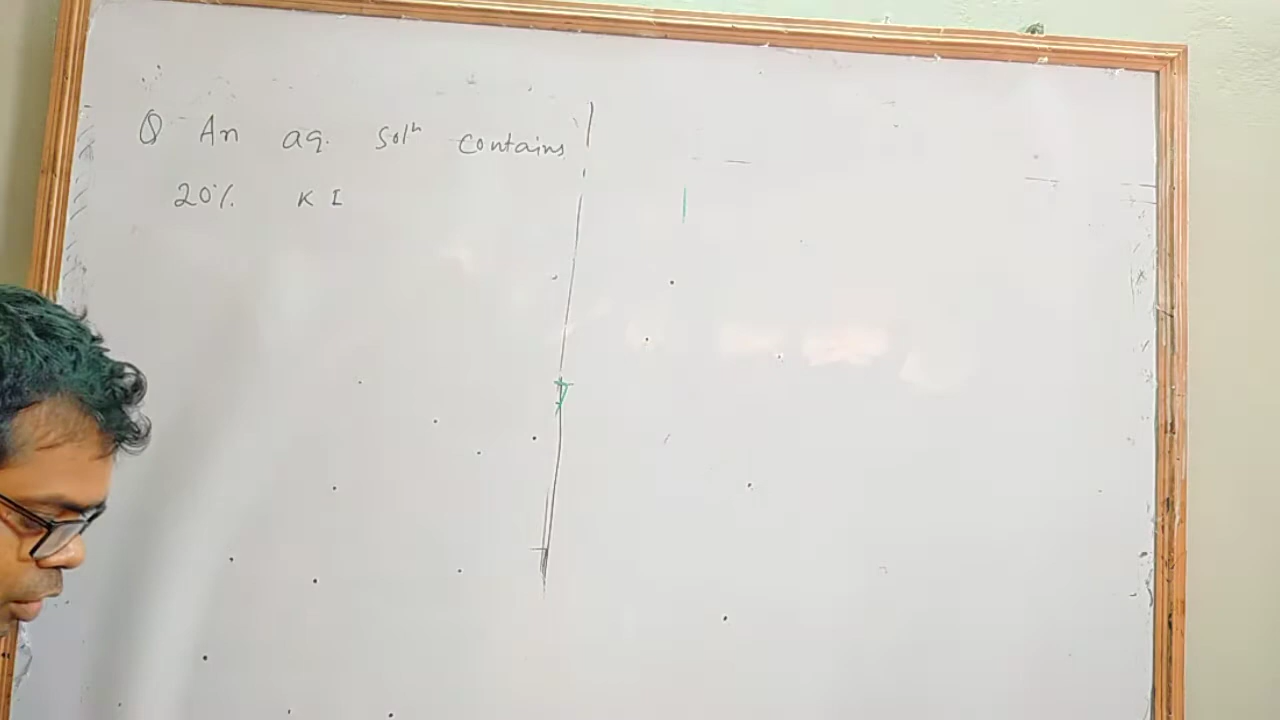 Q An aq. Solⁿ contains
20% KI